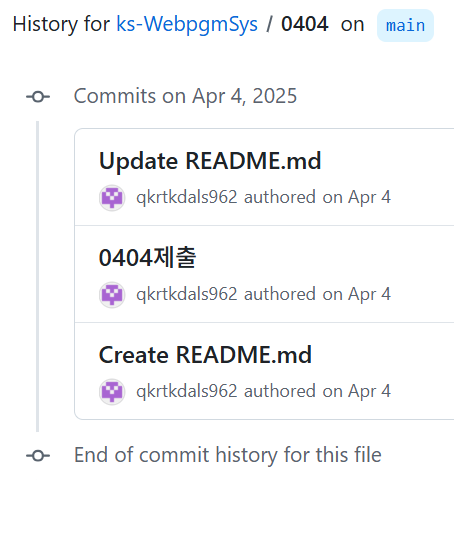 History for ks-WebpgmSys / 0404 on main
Commits on Apr 4, 2025
Update README.md
qkrtkdals962 authored on Apr 4
0404제출
qkrtkdals962 authored on Apr 4
Create README.md
qkrtkdals962 authored on Apr 4
End of commit history for this file